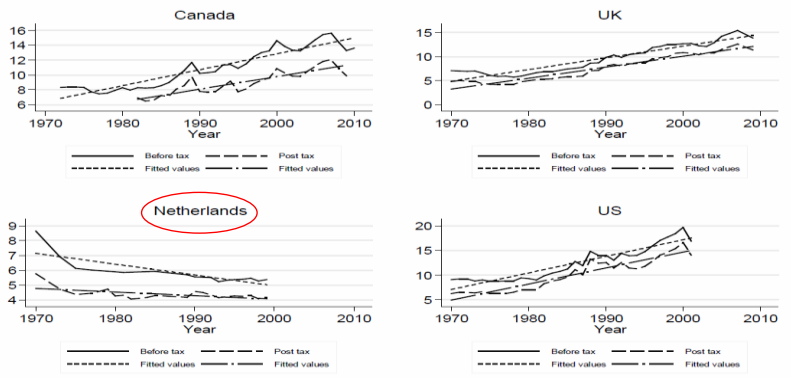 Canada
16
14
12
10
8
6
1970 1980 1990 2000 2010
Year
Before tax Post tax
Fitted values Fitted values
UK
15
10
5
0
1970 1980 1990 2000 2010
Year
Before tax Post tax
Fitted values Fitted values
Netherlands
9
8
7
6
5
4
1970 1980 1990 2000 2010
Year
Before tax Post tax
Fitted values Fitted values
US
20
15
10
5
1970 1980 1990 2000 2010
Year
Before tax Post tax
Fitted values Fitted values